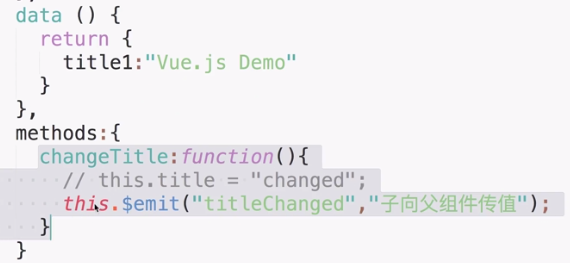 data () {
return {
title1:"Vue.js Demo"
}
},
methods:{
changeTitle:function(){
// this.title = "changed";
this.$emit("titleChanged","子向父组件传值");
}
}